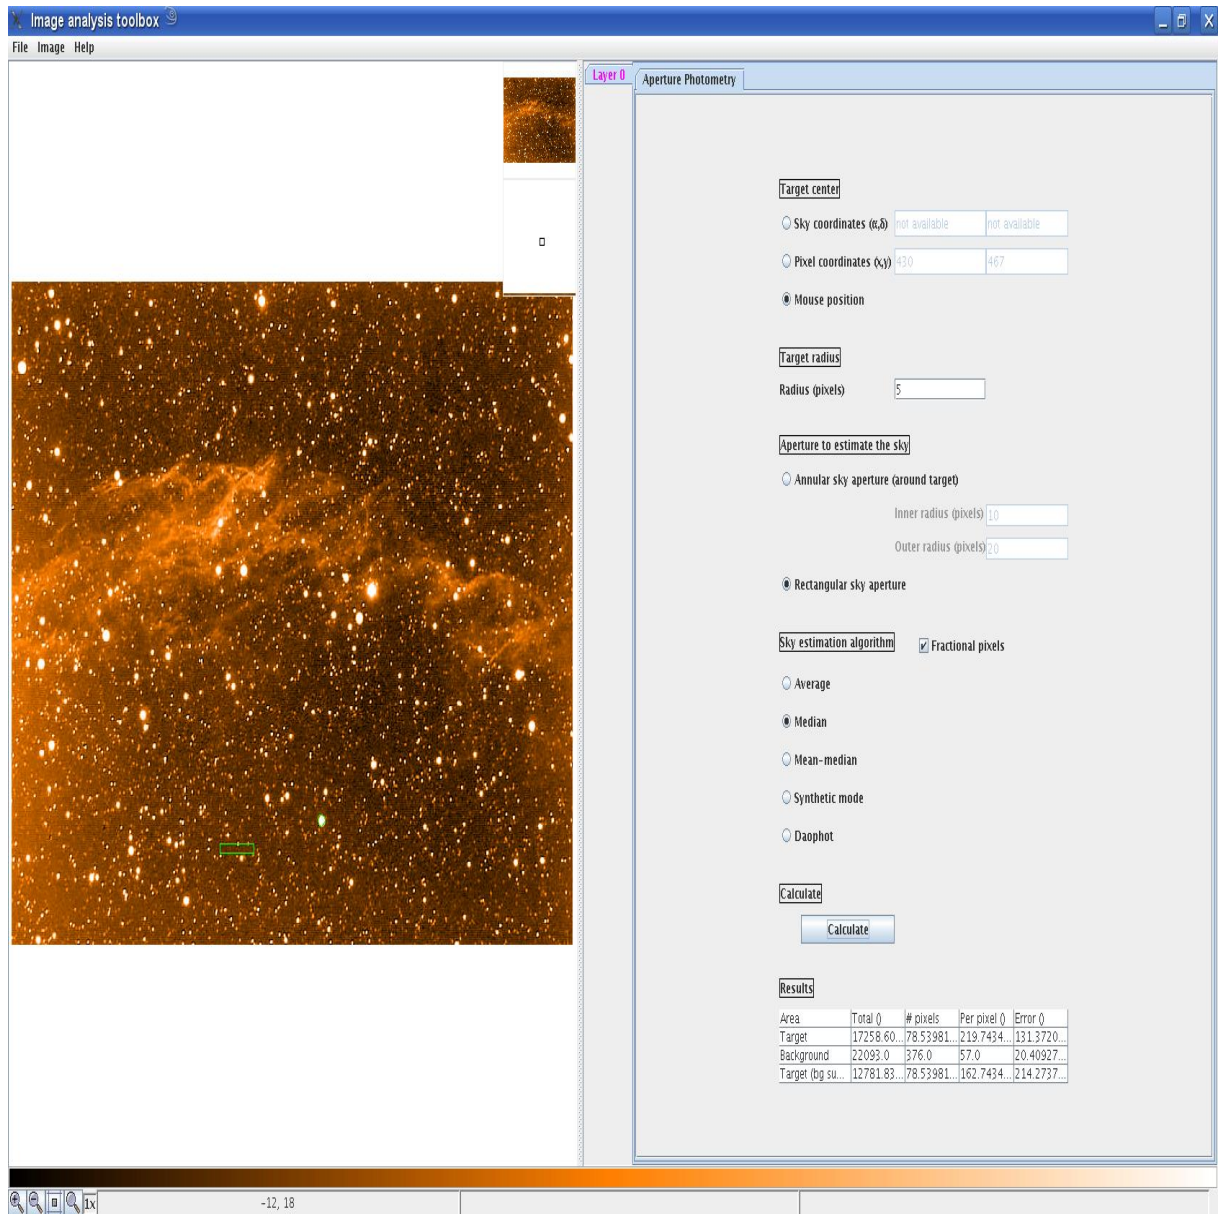 Image analysis toolbox
File Image Help
Layer 0
Aperture Photometry
Target center
Sky coordinates (α,δ) not available not available
Pixel coordinates (x,y) 430 467
Mouse position
Target radius
Radius (pixels) 5
Aperture to estimate the sky
Annular sky aperture (around target)
Inner radius (pixels) 10
Outer radius (pixels) 20
Rectangular sky aperture
Sky estimation algorithm Fractional pixels
Average
Median
Mean-median
Synthetic mode
Daophot
Calculate
Calculate
Results
Area Total () # pixels Per pixel () Error ()
Target 17258.60... 78.53981... 219.7434... 131.3720...
Background 22093.0 376.0 57.0 20.40927...
Target (bg su... 12781.83... 78.53981... 162.7434... 214.2737...
1x -12, 18